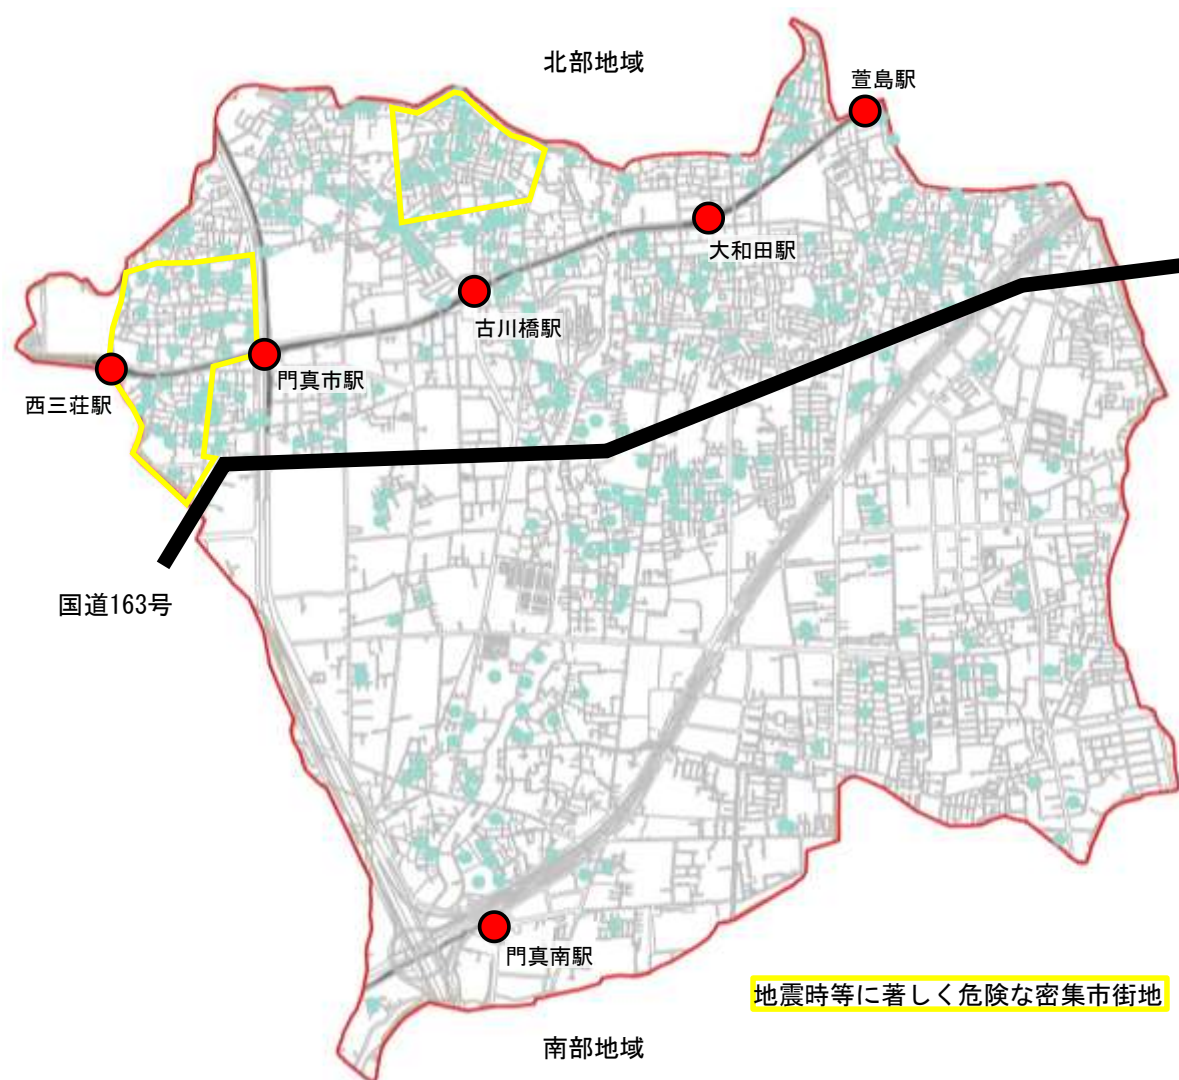 北部地域
萱島駅
大和田駅
古川橋駅
門真市駅
西三荘駅
国道163号
門真南駅
地震時等に著しく危険な密集市街地
南部地域